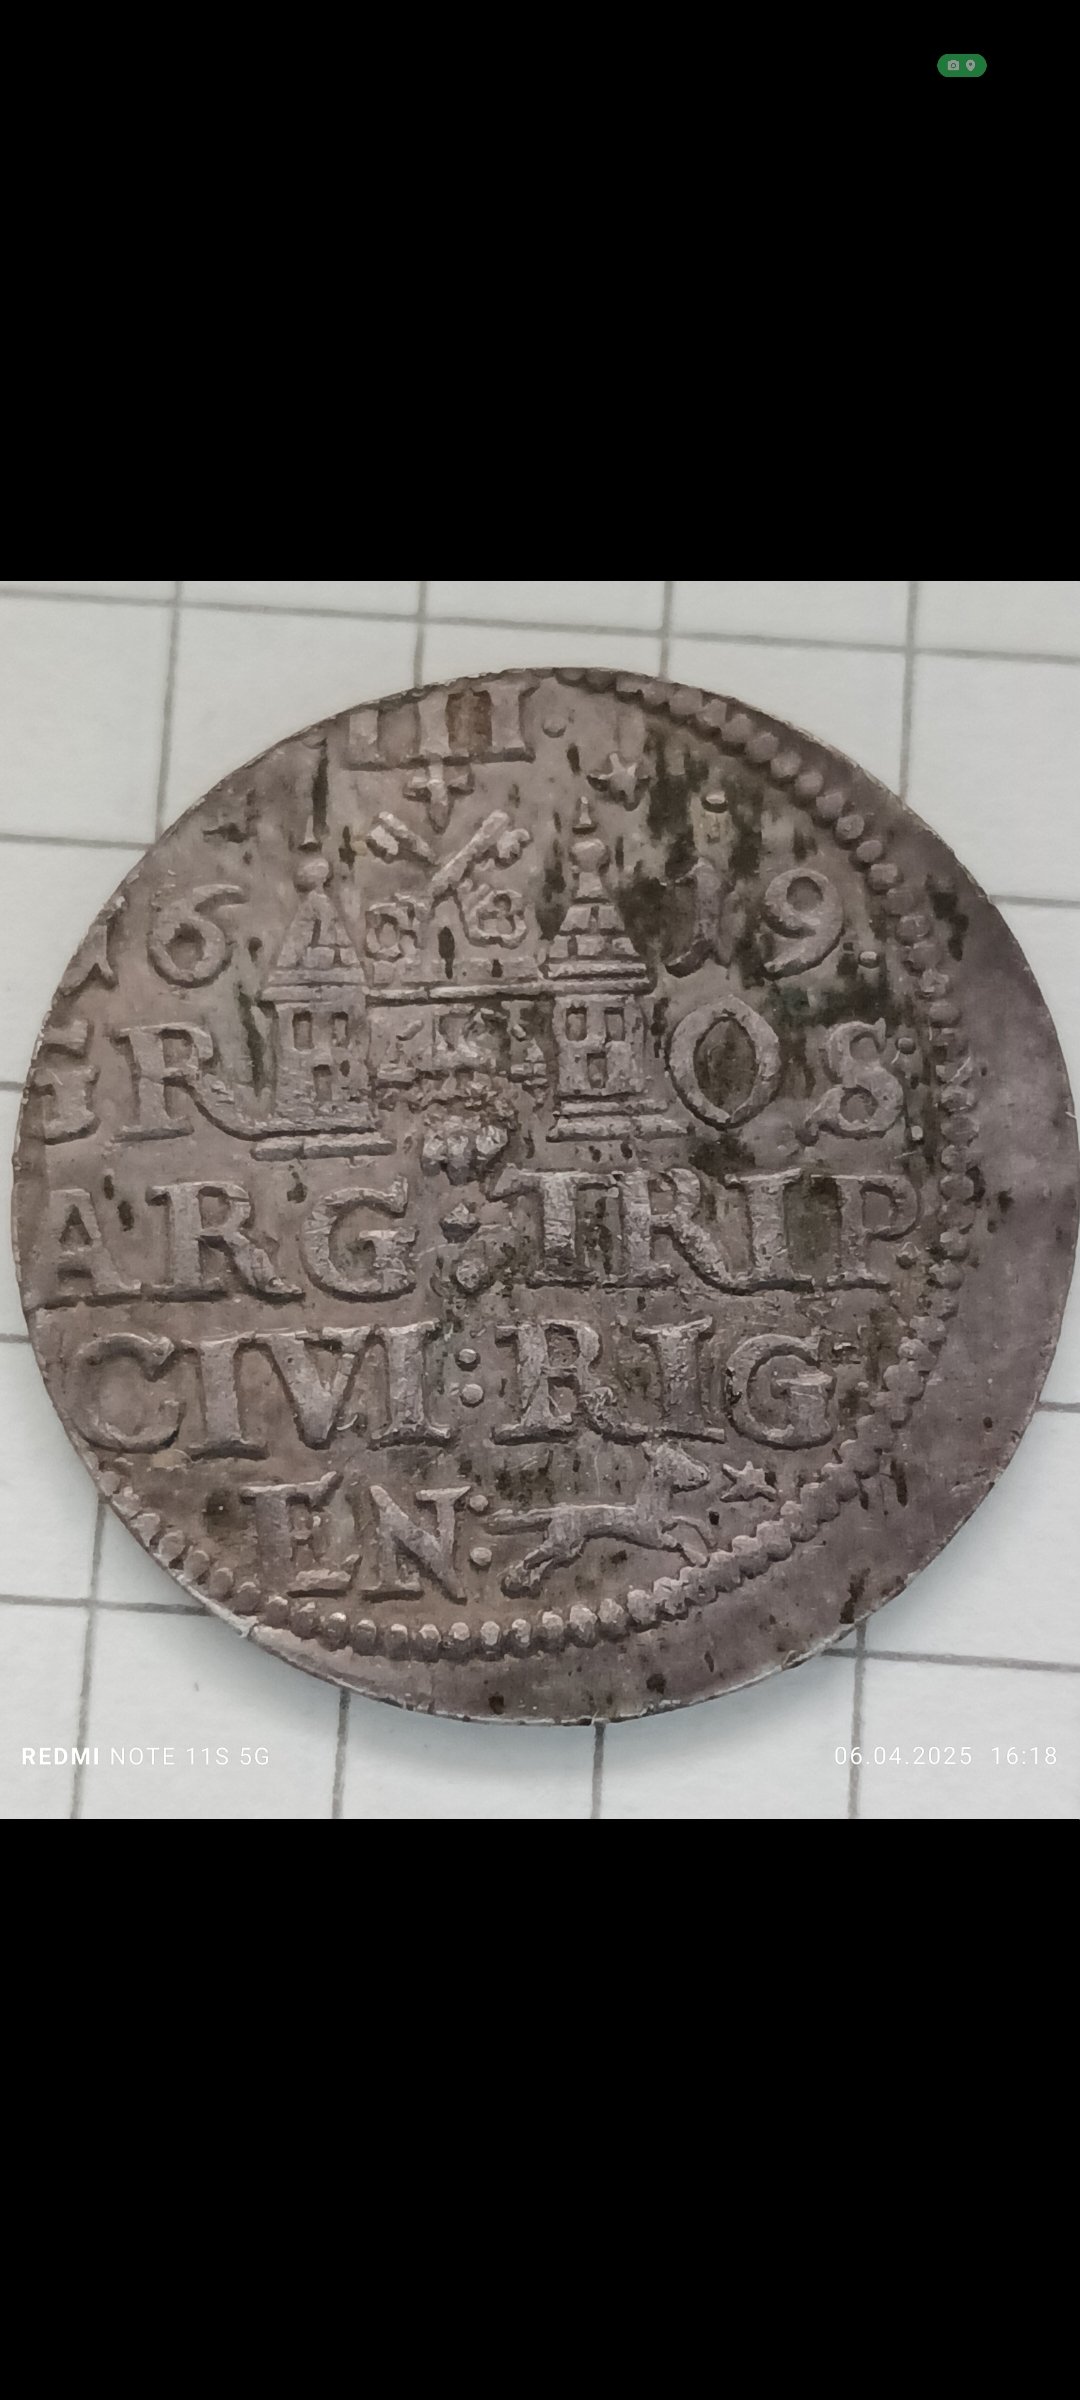 III.
16 19:
GR OS
ARG: TRIP
CIVI: RIG
EN:
REDMI NOTE 11S 5G
06.04.2025 16:18